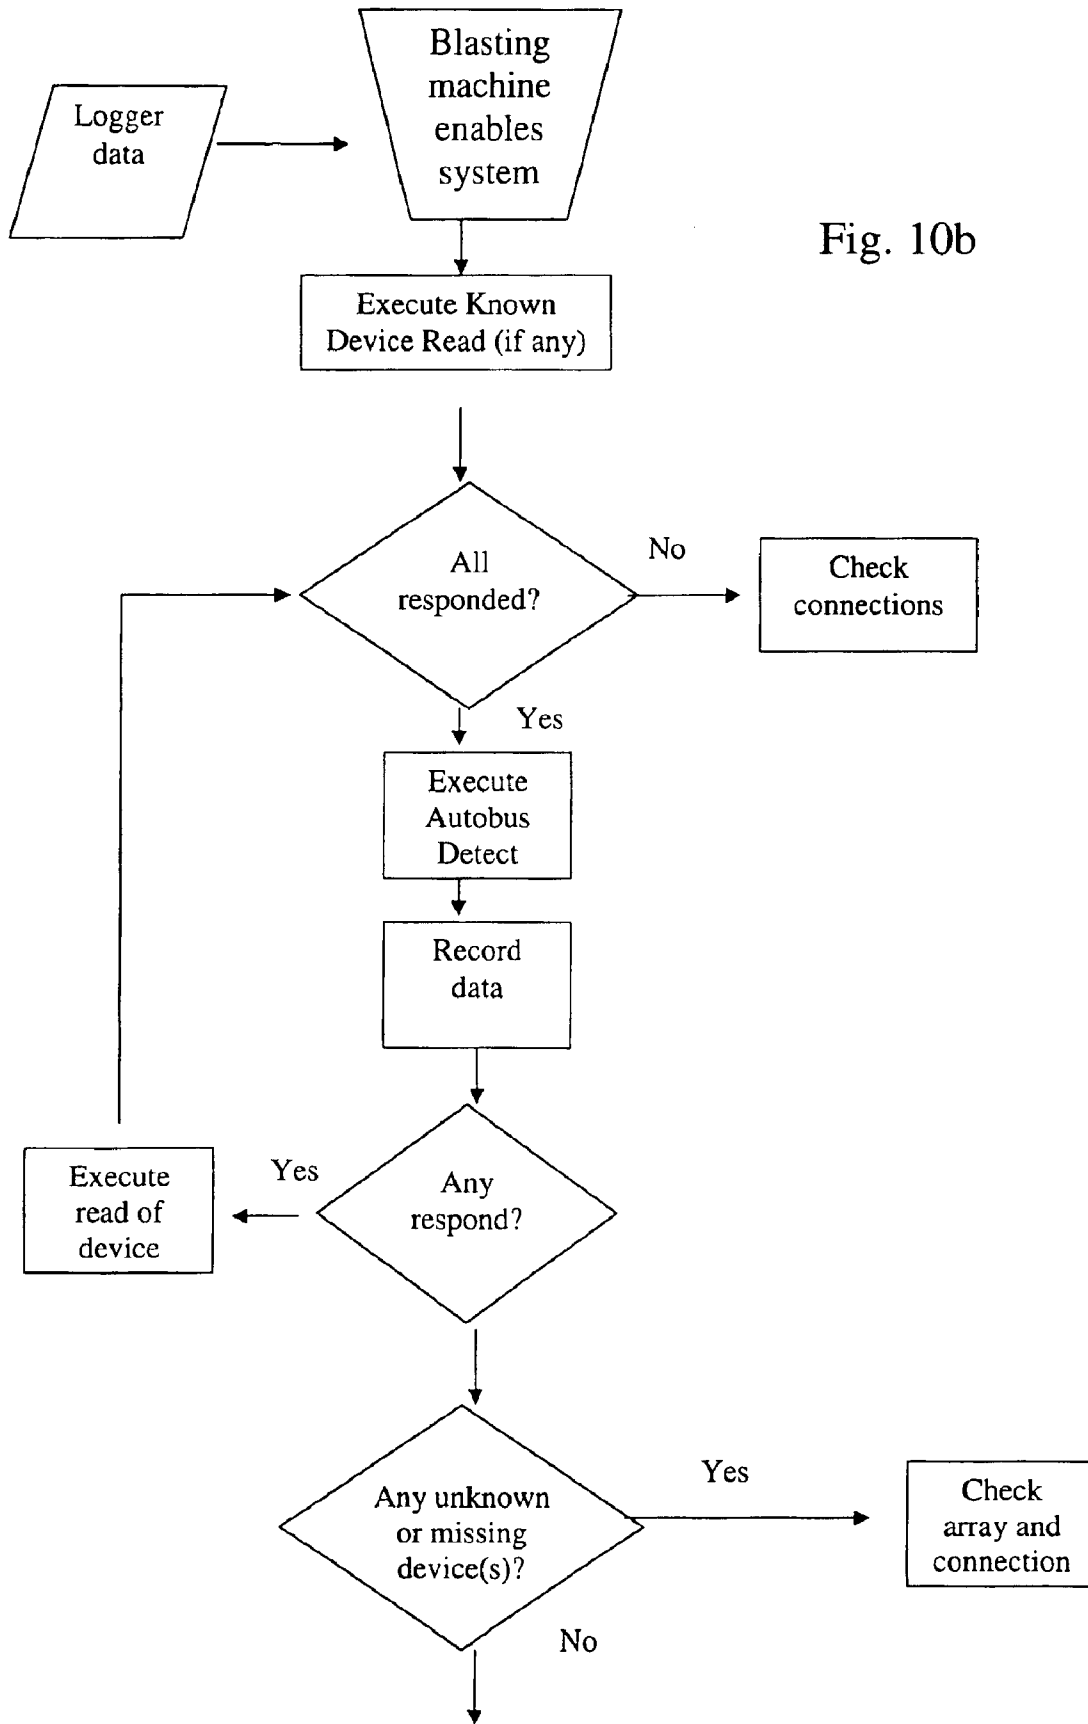 Logger
data
Blasting
machine
enables
system
Fig. 10b
Execute Known
Device Read (if any)
All
responded?
No
Check
connections
Yes
Execute
Autobus
Detect
Record
data
Any
respond?
Yes
Execute
read of
device
Any unknown
or missing
device(s)?
Yes
Check
array and
connection
No